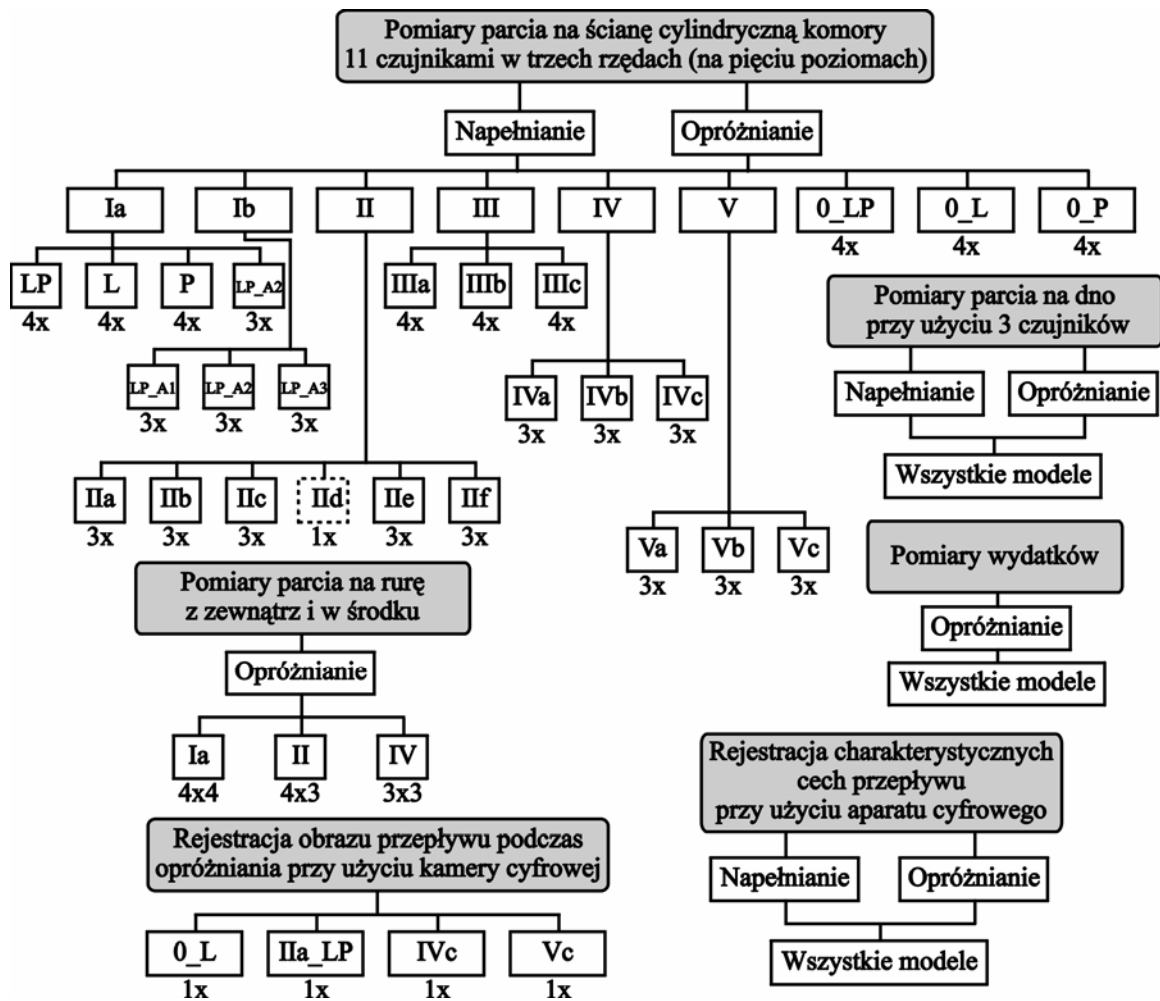 Pomiary parcia na ścianę cylindryczną komory
11 czujnikami w trzech rzędach (na pięciu poziomach)
Napełnianie
Opróżnianie
Ia
Ib
II
III
IV
V
0_LP
0_L
0_P
4x
4x
4x
LP
L
P
LP_A2
4x
4x
4x
3x
IIIa
IIIb
IIIc
4x
4x
4x
LP_A1
LP_A2
LP_A3
3x
3x
3x
IVa
IVb
IVc
3x
3x
3x
IIa
IIb
IIc
IId
IIe
IIf
3x
3x
3x
1x
3x
3x
Va
Vb
Vc
3x
3x
3x
Pomiary parcia na dno
przy użyciu 3 czujników
Napełnianie
Opróżnianie
Wszystkie modele
Pomiary wydatków
Opróżnianie
Wszystkie modele
Pomiary parcia na rurę
z zewnątrz i w środku
Opróżnianie
Ia
II
IV
4x4
4x3
3x3
Rejestracja charakterystycznych
cech przepływu
przy użyciu aparatu cyfrowego
Napełnianie
Opróżnianie
Wszystkie modele
Rejestracja obrazu przepływu podczas
opróżniania przy użyciu kamery cyfrowej
0_L
IIa_LP
IVc
Vc
1x
1x
1x
1x